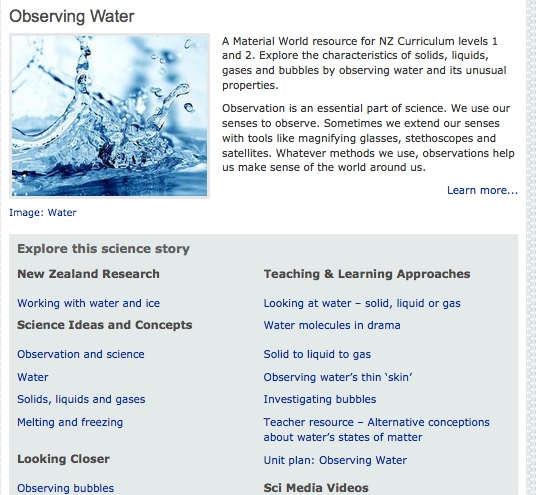 Observing Water
A Material World resource for NZ Curriculum levels 1
and 2. Explore the characteristics of solids, liquids,
gases and bubbles by observing water and its unusual
properties.
Observation is an essential part of science. We use our
senses to observe. Sometimes we extend our senses
with tools like magnifying glasses, stethoscopes and
satellites. Whatever methods we use, observations help
us make sense of the world around us.
Learn more...
Image: Water
Explore this science story
New Zealand Research
Working with water and ice
Science Ideas and Concepts
Observation and science
Water
Solids, liquids and gases
Melting and freezing
Looking Closer
Observing bubbles
Teaching & Learning Approaches
Looking at water – solid, liquid or gas
Water molecules in drama
Solid to liquid to gas
Observing water’s thin ‘skin’
Investigating bubbles
Teacher resource – Alternative conceptions
about water’s states of matter
Unit plan: Observing Water
Sci Media Videos